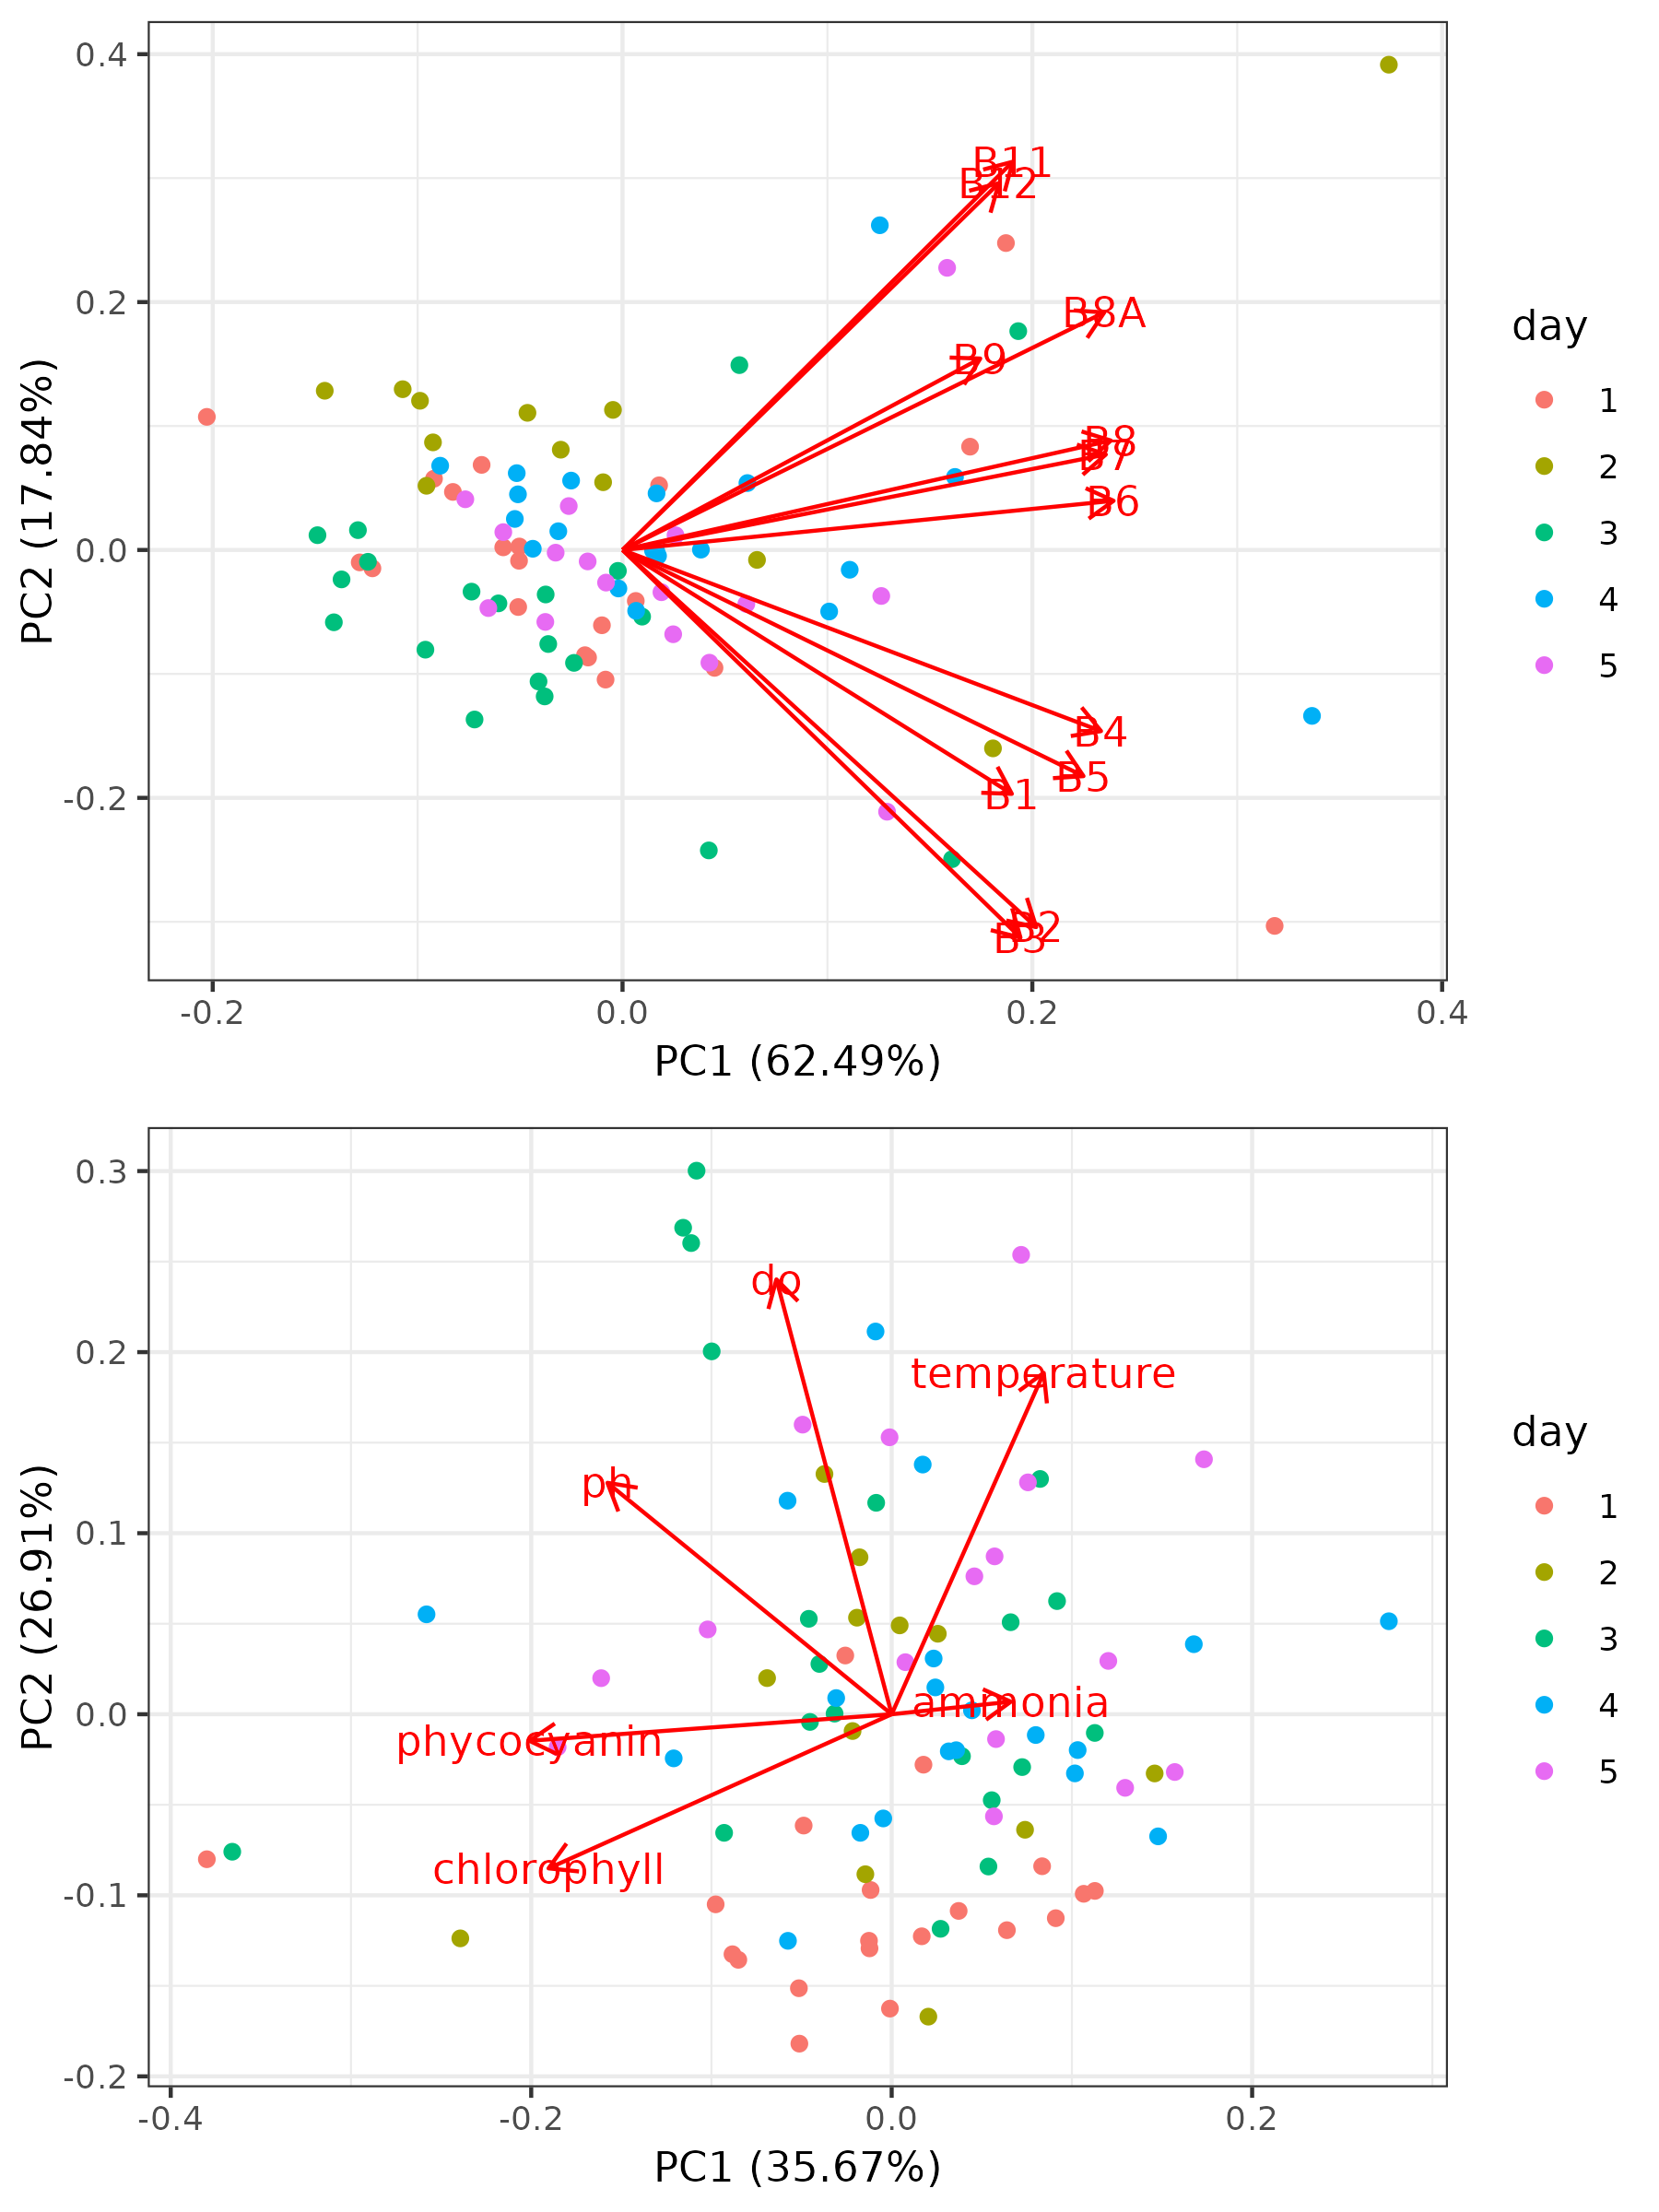 0.4
0.2
0.0
-0.2
PC2 (17.84%)
B11
B12
B8A
B9
B8
B7
B6
B4
B5
B1
B2
B3
-0.2
0.0
0.2
0.4
PC1 (62.49%)
day
1
2
3
4
5
0.3
0.2
0.1
0.0
-0.1
-0.2
PC2 (26.91%)
do
temperature
ph
ammonia
phycocyanin
chlorophyll
-0.4
-0.2
0.0
0.2
PC1 (35.67%)
day
1
2
3
4
5